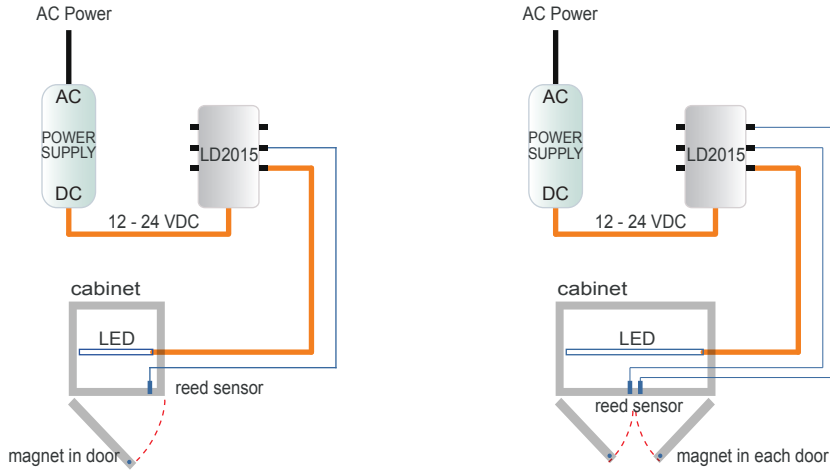 AC Power
AC
POWER
SUPPLY
DC
LD2015
12 - 24 VDC
cabinet
LED
reed sensor
magnet in door
AC Power
AC
POWER
SUPPLY
DC
LD2015
12 - 24 VDC
cabinet
LED
reed sensor
magnet in each door